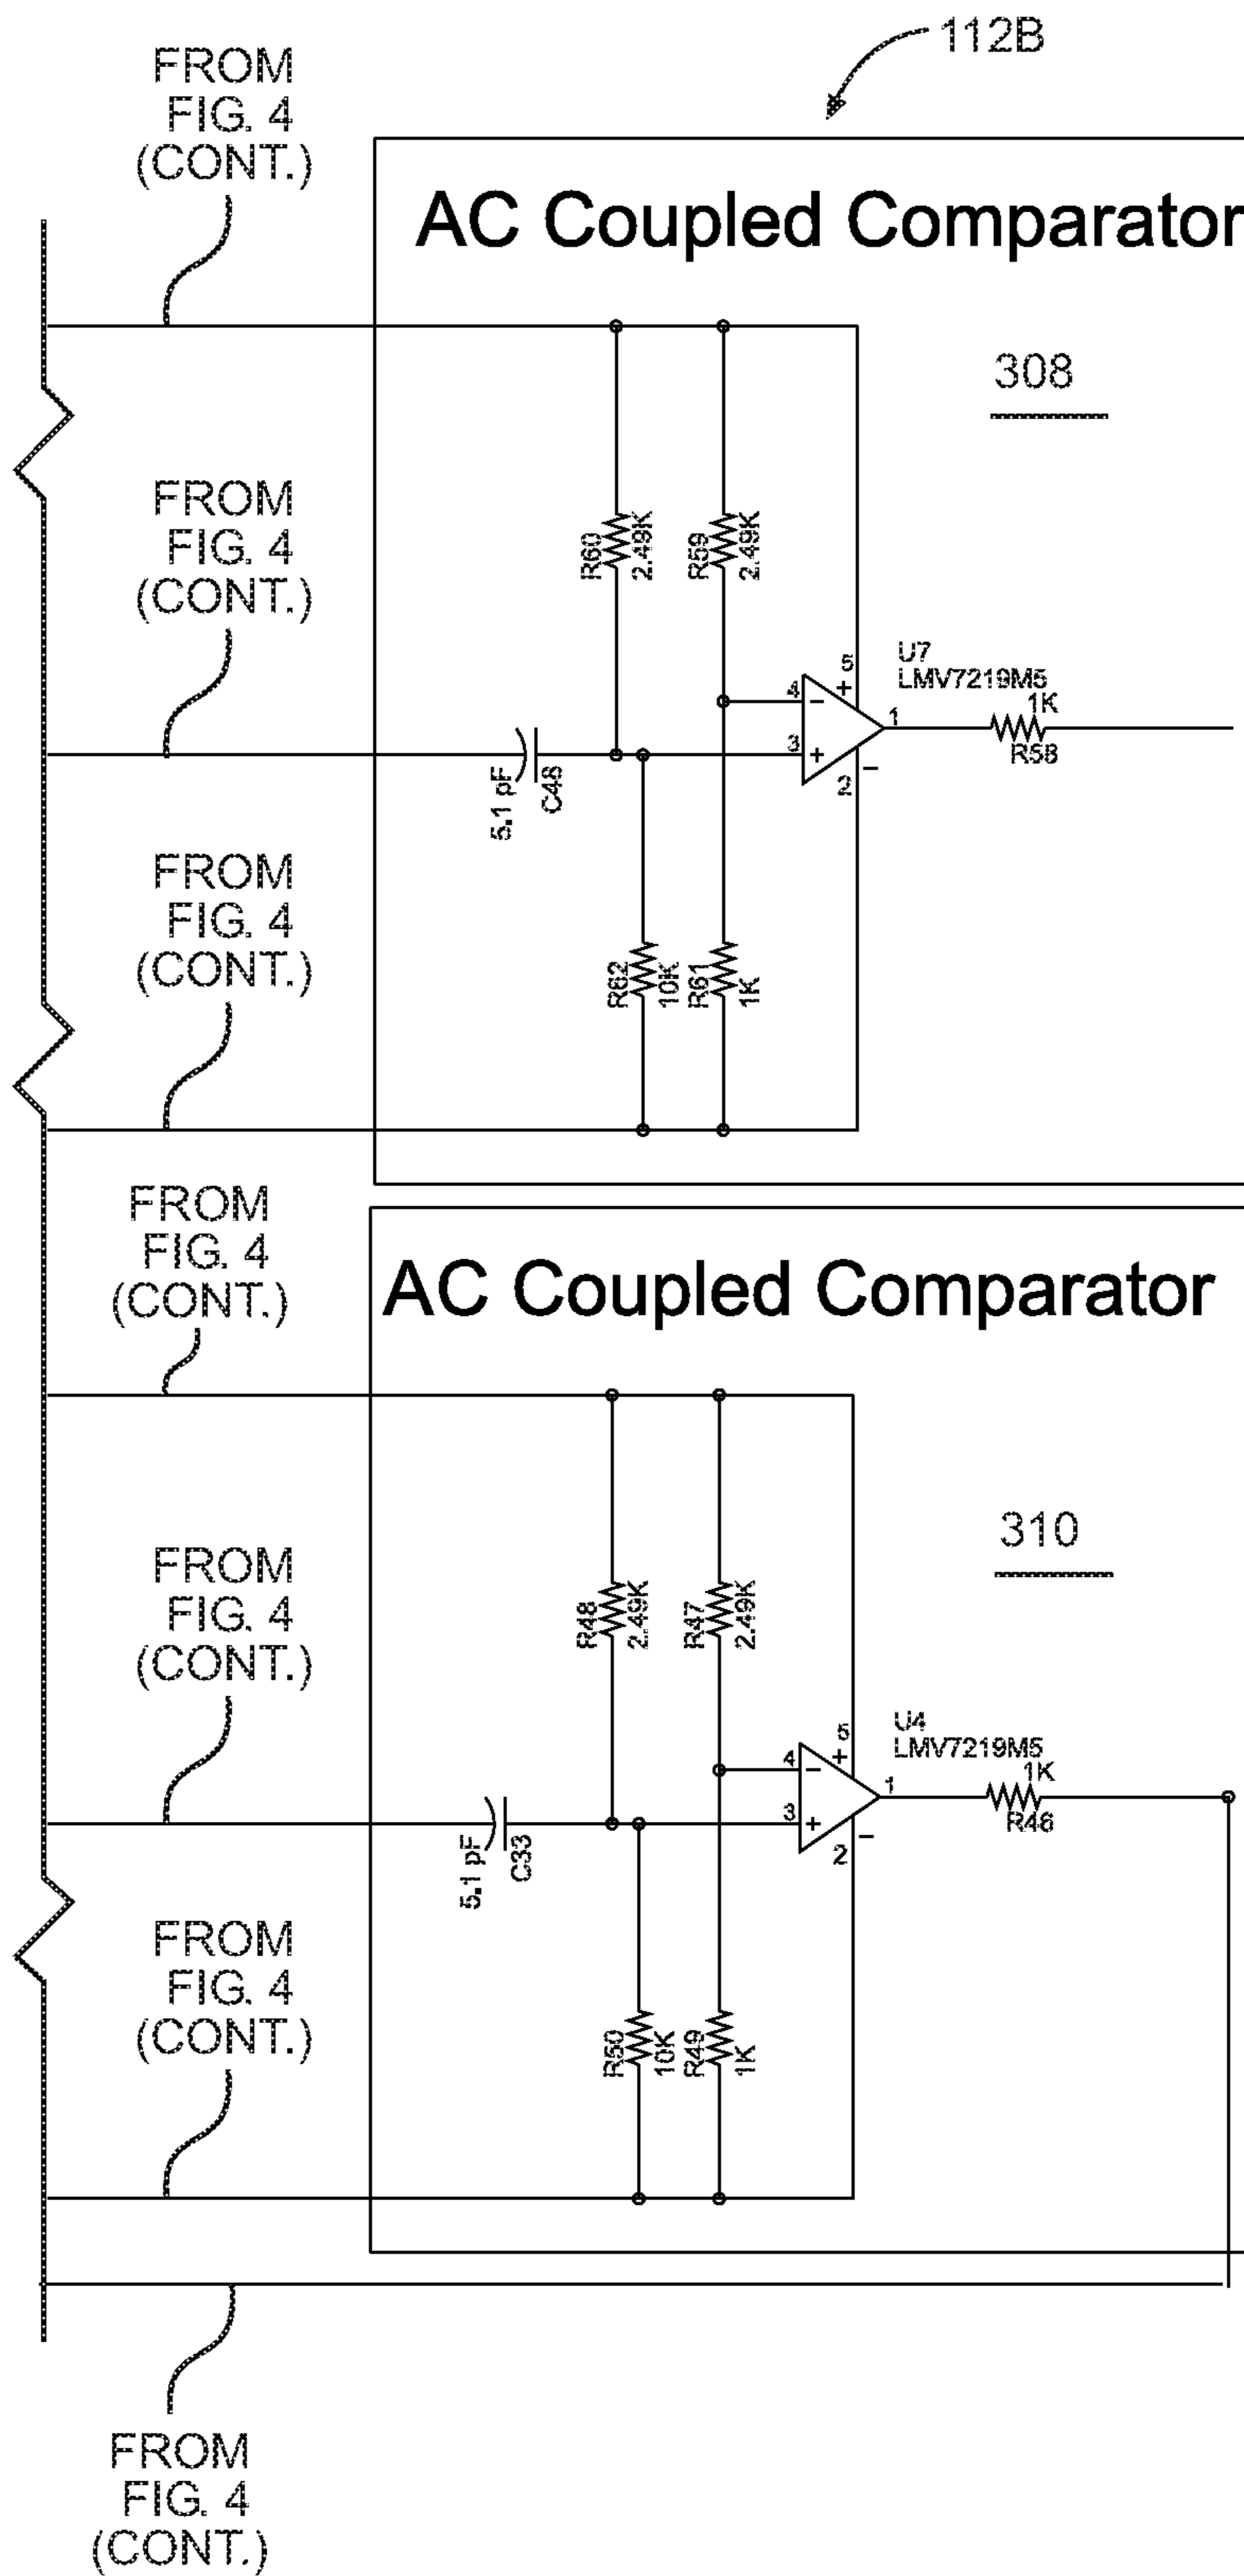 112B
FROM
FIG. 4
(CONT.)
AC Coupled Comparator
308
FROM
FIG. 4
(CONT.)
R60
2.49K
R59
2.49K
U7
LMV7219M5
5
+
4
−
3
+
1
2
−
1K
R58
5.1 pF
C48
FROM
FIG. 4
(CONT.)
R62
10K
R61
1K
FROM
FIG. 4
(CONT.)
AC Coupled Comparator
310
FROM
FIG. 4
(CONT.)
R48
2.49K
R47
2.49K
U4
LMV7219M5
5
+
4
−
3
+
1
2
−
1K
R46
5.1 pF
C33
FROM
FIG. 4
(CONT.)
R50
10K
R49
1K
FROM
FIG. 4
(CONT.)